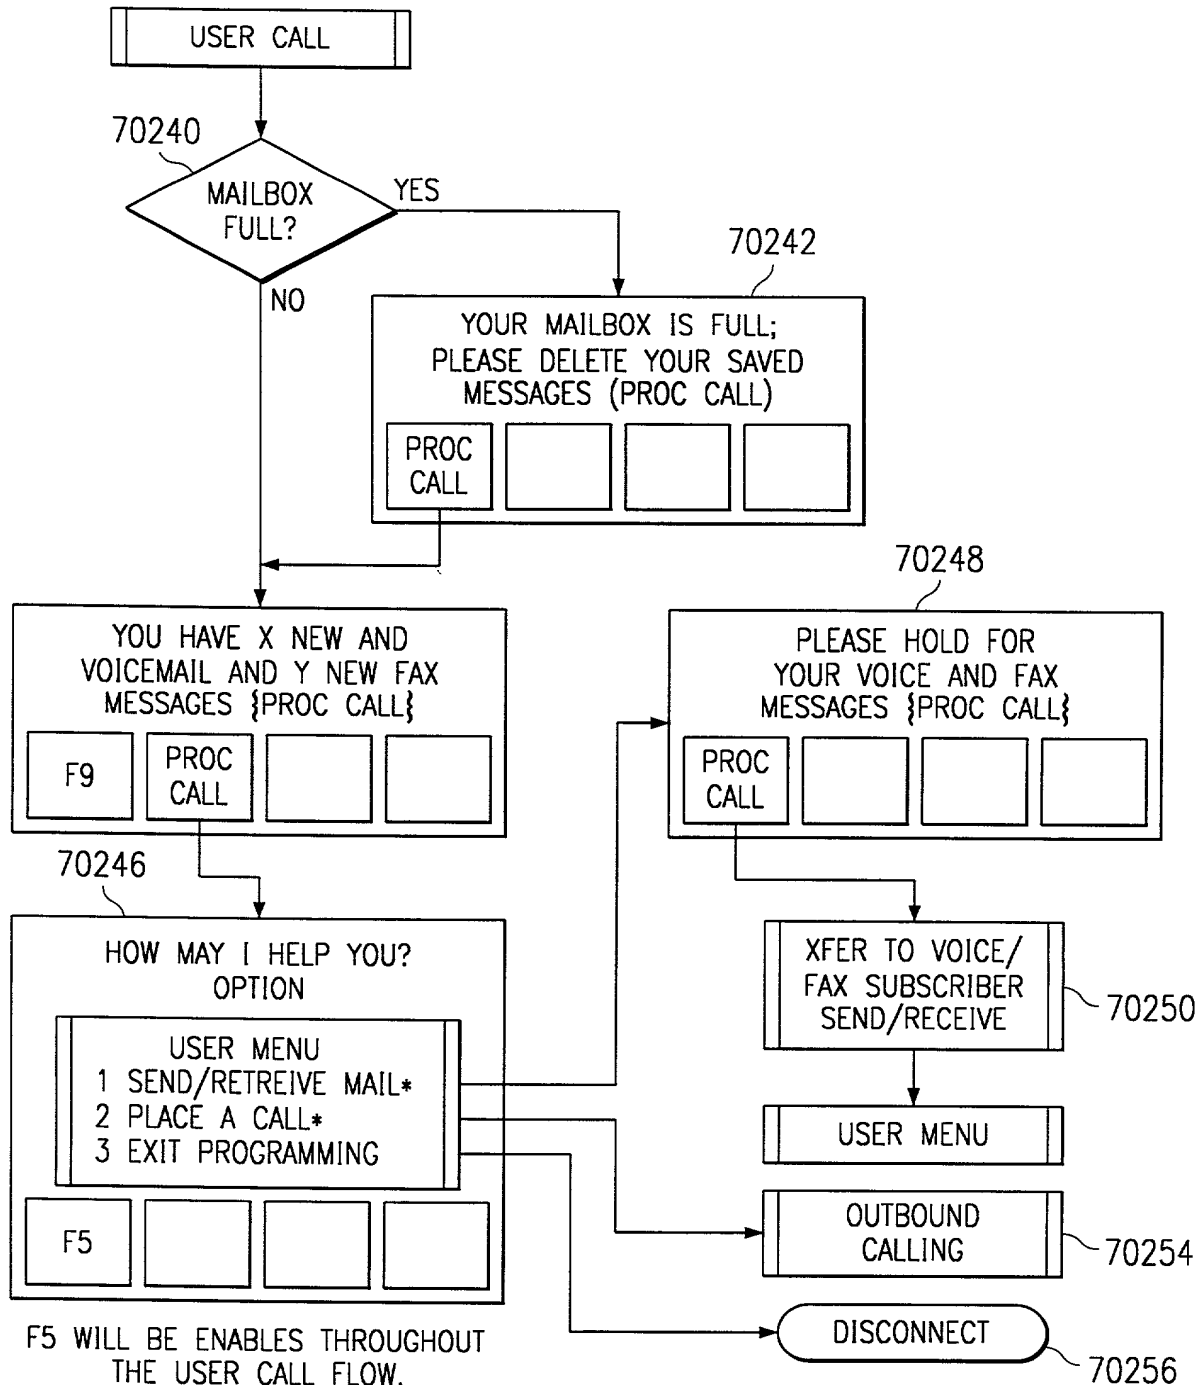 USER CALL
70240
MAILBOX
FULL?
YES
NO
70242
YOUR MAILBOX IS FULL;
PLEASE DELETE YOUR SAVED
MESSAGES (PROC CALL)
PROC
CALL
YOU HAVE X NEW AND
VOICEMAIL AND Y NEW FAX
MESSAGES {PROC CALL}
F9
PROC
CALL
70248
PLEASE HOLD FOR
YOUR VOICE AND FAX
MESSAGES {PROC CALL}
PROC
CALL
70246
HOW MAY I HELP YOU?
OPTION
USER MENU
1 SEND/RETREIVE MAIL*
2 PLACE A CALL*
3 EXIT PROGRAMMING
F5
XFER TO VOICE/
FAX SUBSCRIBER
SEND/RECEIVE
70250
USER MENU
OUTBOUND
CALLING
70254
DISCONNECT
70256
F5 WILL BE ENABLES THROUGHOUT
THE USER CALL FLOW.